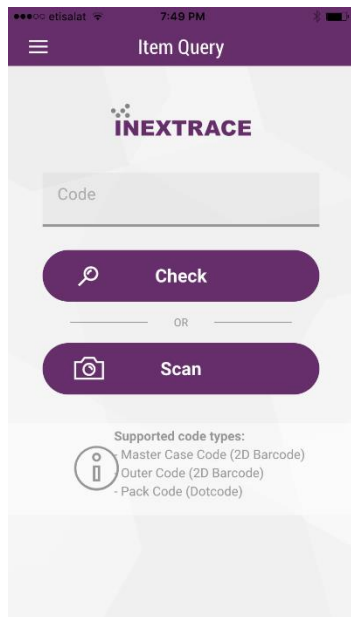 etisalat 7:49 PM
Item Query
INEXTRACE
Code
Check
OR
Scan
Supported code types:
- Master Case Code (2D Barcode)
- Outer Code (2D Barcode)
- Pack Code (Dotcode)